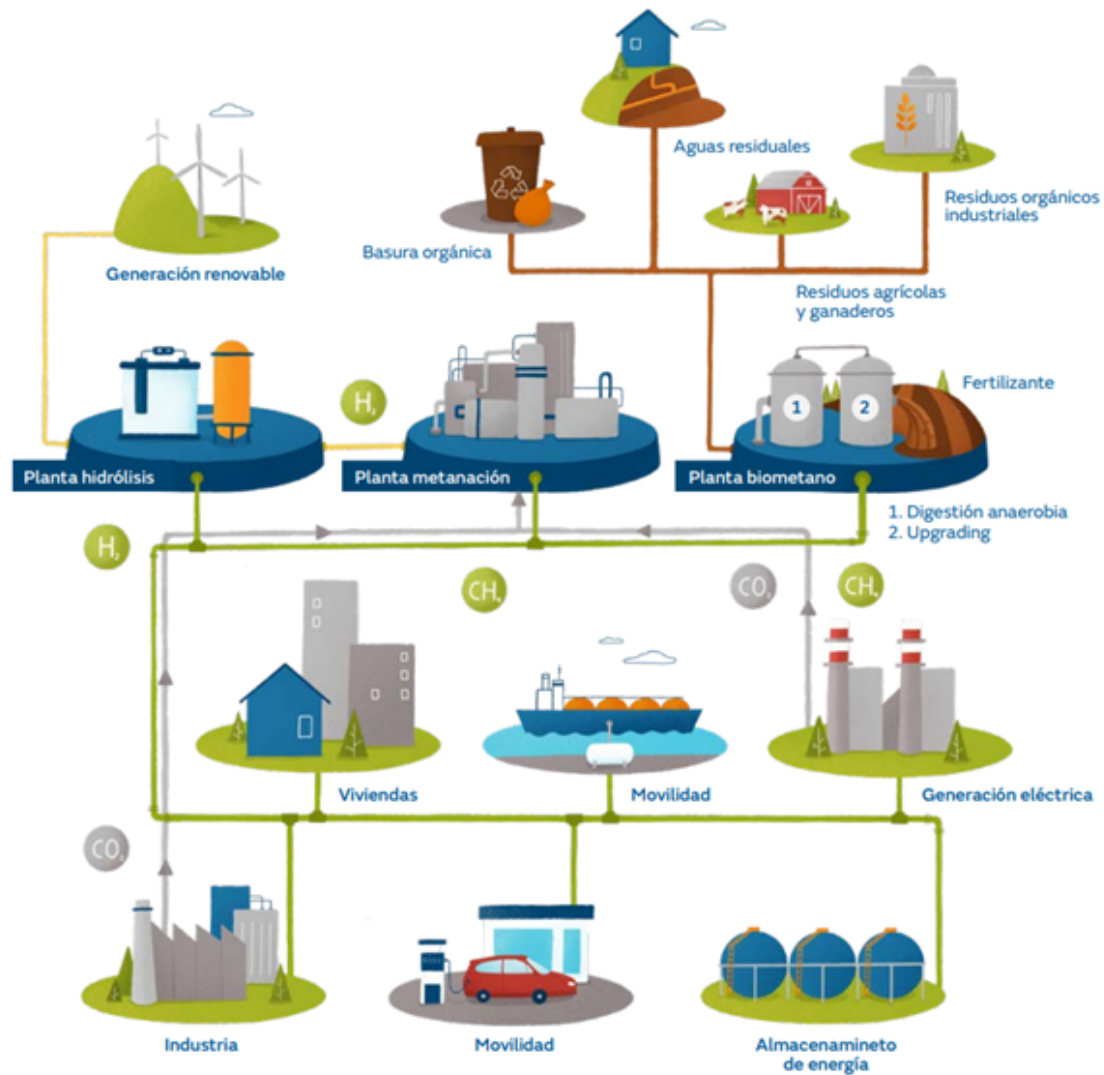 Aguas residuales
Residuos orgánicos
industriales
Basura orgánica
Generación renovable
Residuos agrícolas
y ganaderos
H₂
1
2
Fertilizante
Planta hidrólisis
Planta metanación
Planta biometano
1. Digestión anaerobia
2. Upgrading
H₂
CH₄
CO₂
CH₄
Viviendas
Movilidad
Generación eléctrica
CO₂
Industria
Movilidad
Almacenamineto
de energía